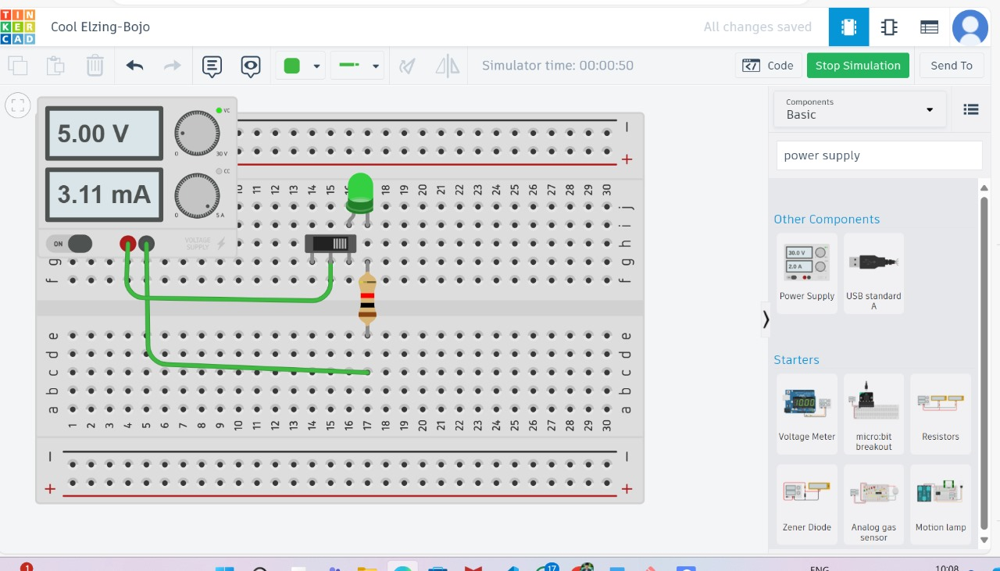 TIN
KER
CAD
Cool Elzing-Bojo
All changes saved
Simulator time: 00:00:50
Code
Stop Simulation
Send To
5.00 V
3.11 mA
VC
0 30 V
CC
0 5 A
ON
VOLTAGE
SUPPLY
Components
Basic
power supply
Other Components
30.0 V
2.0 A
Power Supply
USB standard
A
Starters
10.00
Voltage Meter
micro:bit
breakout
Resistors
Zener Diode
Analog gas
sensor
Motion lamp
10 11 12 13 14 15 18 19 20 21 22 23 24 25 26 27 28 29 30
j
i
h
g g
f f
e e
d d
c c
b b
a a
1 2 3 4 5 6 7 8 9 10 11 12 13 14 15 16 17 18 19 20 21 22 23 24 25 26 27 28 29 30
1
17
ENG
10:08